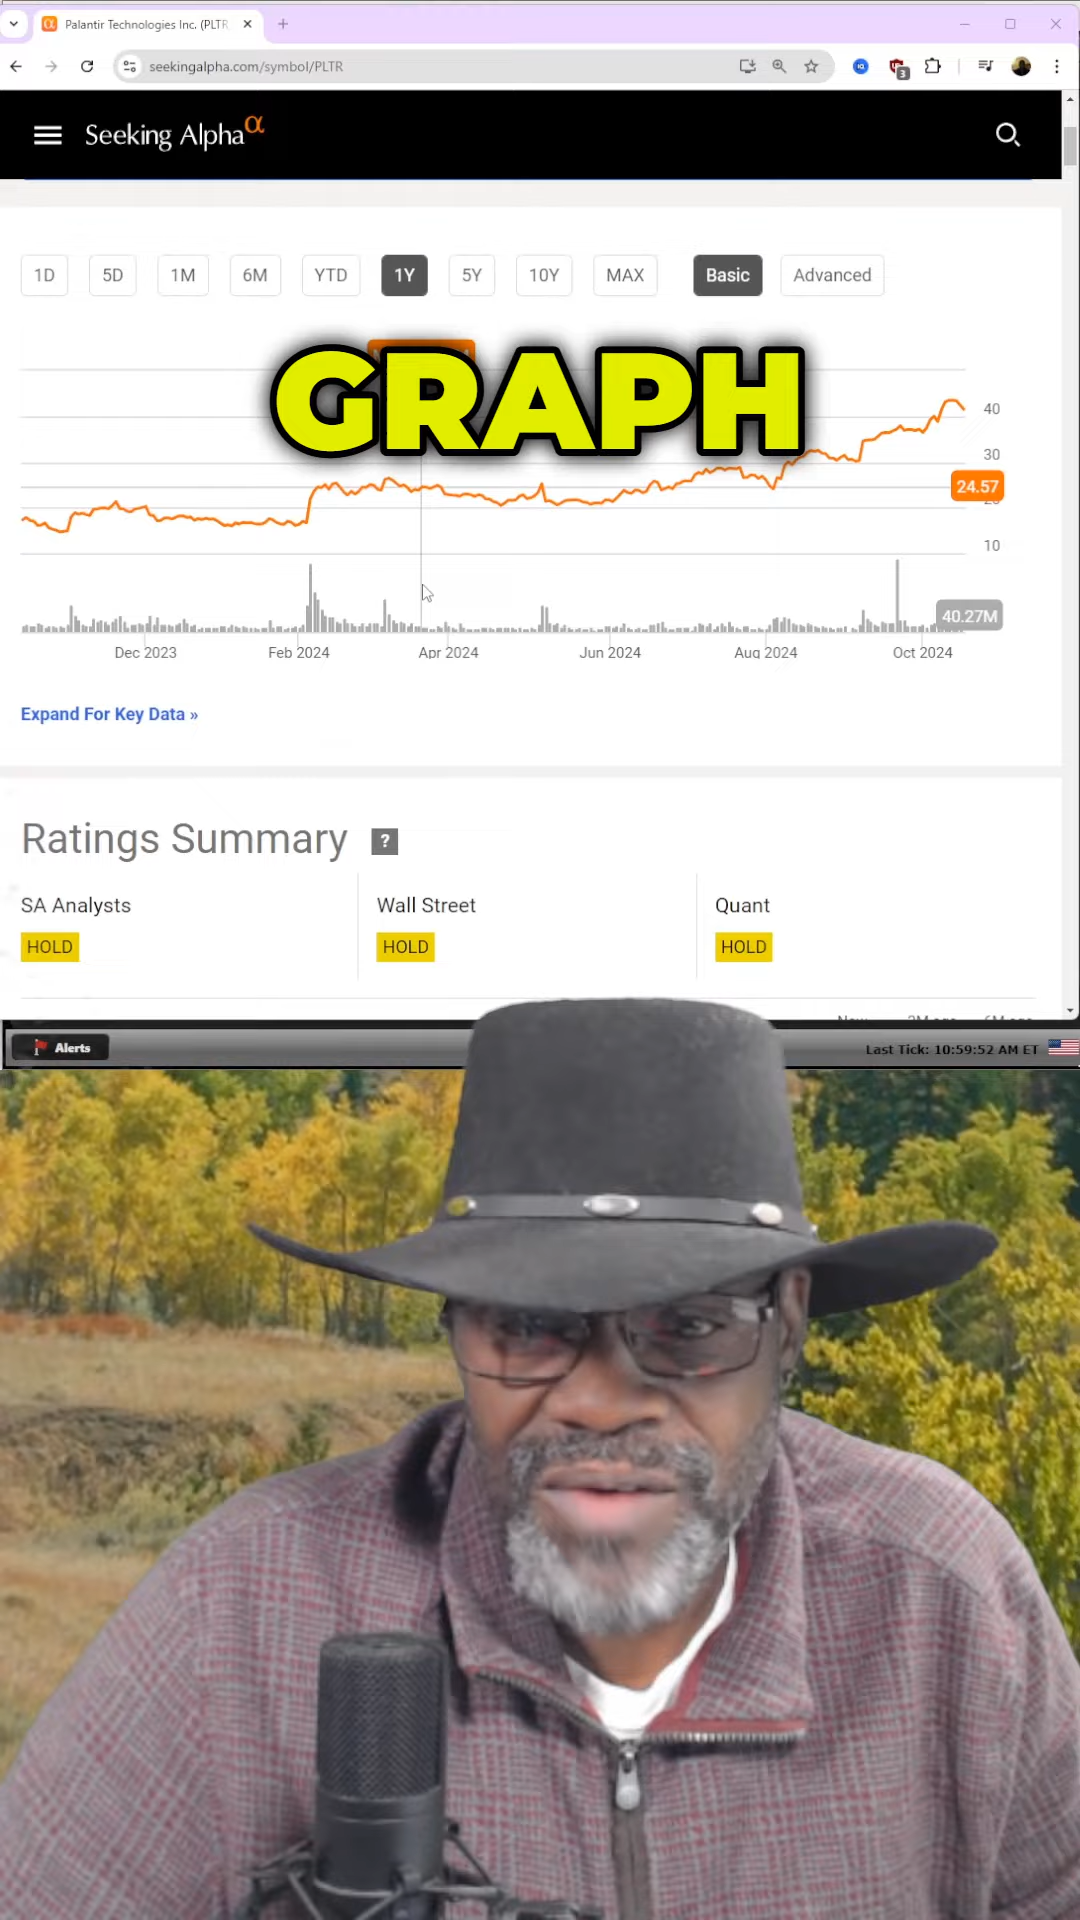 Palantir Technologies Inc. (PLTR
seekingalpha.com/symbol/PLTR
3
Seeking Alpha α
1D 5D 1M 6M YTD 1Y 5Y 10Y MAX Basic Advanced
GRAPH
40
30
24.57
10
40.27M
Dec 2023 Feb 2024 Apr 2024 Jun 2024 Aug 2024 Oct 2024
Expand For Key Data »
Ratings Summary ?
SA Analysts Wall Street Quant
HOLD HOLD HOLD
Alerts Last Tick: 10:59:52 AM ET